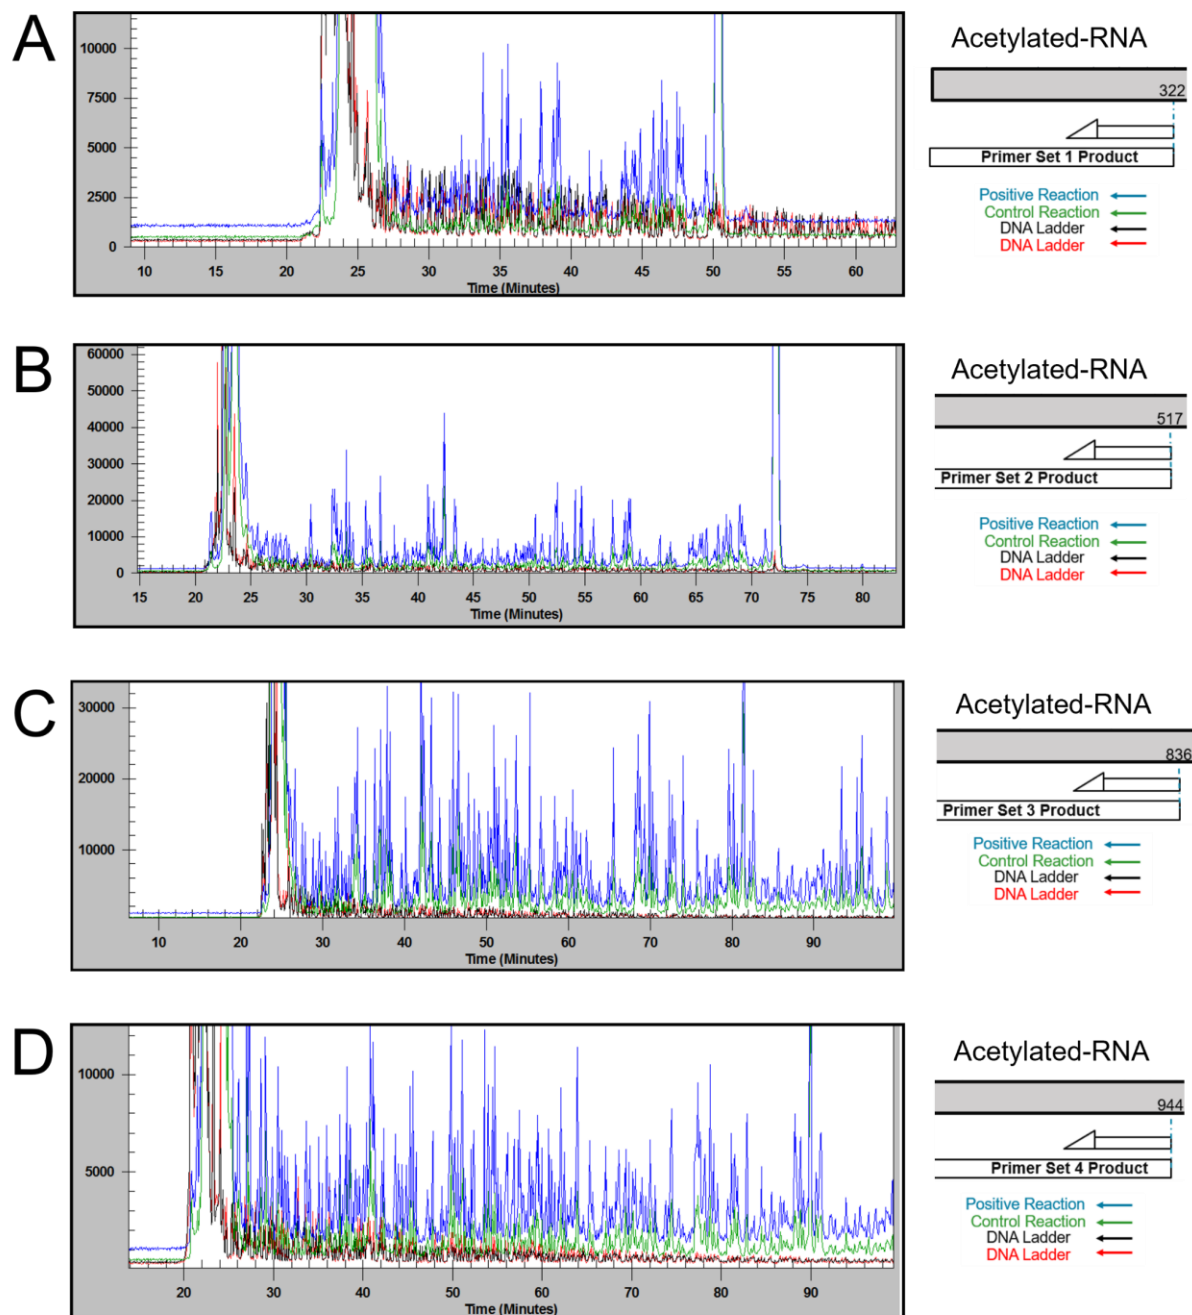 A
10000
7500
5000
2500
0
10 15 20 25 30 35 40 45 50 55 60
Time (Minutes)
Acetylated-RNA
322
Primer Set 1 Product
Positive Reaction
Control Reaction
DNA Ladder
DNA Ladder
B
60000
50000
40000
30000
20000
10000
0
15 20 25 30 35 40 45 50 55 60 65 70 75 80
Time (Minutes)
Acetylated-RNA
517
Primer Set 2 Product
Positive Reaction
Control Reaction
DNA Ladder
DNA Ladder
C
30000
20000
10000
10 20 30 40 50 60 70 80 90
Time (Minutes)
Acetylated-RNA
836
Primer Set 3 Product
Positive Reaction
Control Reaction
DNA Ladder
DNA Ladder
D
10000
5000
20 30 40 50 60 70 80 90
Time (Minutes)
Acetylated-RNA
944
Primer Set 4 Product
Positive Reaction
Control Reaction
DNA Ladder
DNA Ladder